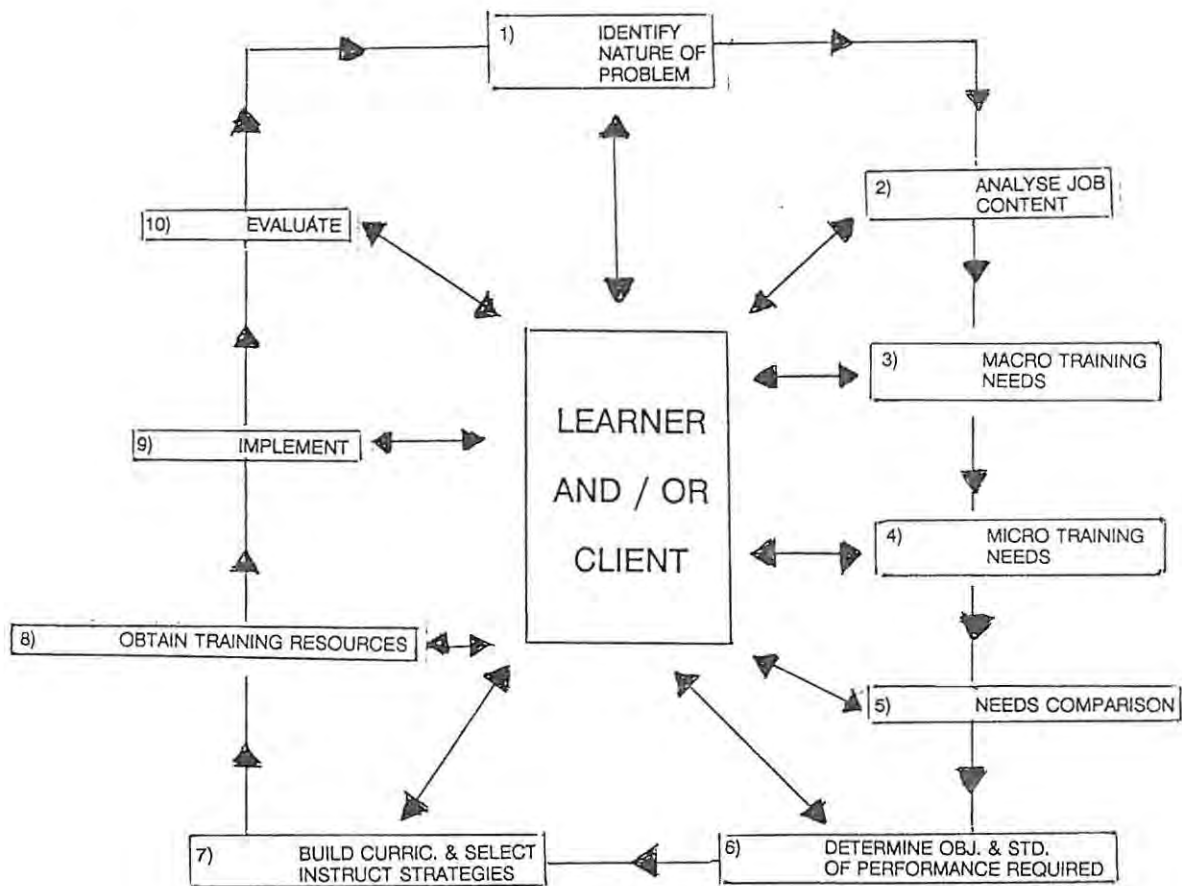 1) IDENTIFY
NATURE OF
PROBLEM
2) ANALYSE JOB
CONTENT
3) MACRO TRAINING
NEEDS
4) MICRO TRAINING
NEEDS
5) NEEDS COMPARISON
6) DETERMINE OBJ. & STD.
OF PERFORMANCE REQUIRED
7) BUILD CURRIC. & SELECT
INSTRUCT STRATEGIES
8) OBTAIN TRAINING RESOURCES
9) IMPLEMENT
10) EVALUATE
LEARNER
AND / OR
CLIENT